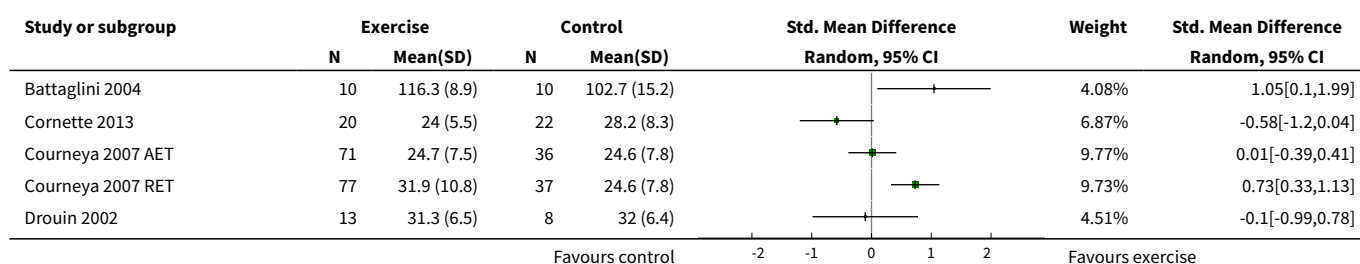 Study or subgroup Exercise Control Std. Mean Difference Weight Std. Mean Difference
N Mean(SD) N Mean(SD) Random, 95% CI Random, 95% CI
Battaglini 2004 10 116.3 (8.9) 10 102.7 (15.2) 4.08% 1.05[0.1,1.99]
Cornette 2013 20 24 (5.5) 22 28.2 (8.3) 6.87% -0.58[-1.2,0.04]
Courneya 2007 AET 71 24.7 (7.5) 36 24.6 (7.8) 9.77% 0.01[-0.39,0.41]
Courneya 2007 RET 77 31.9 (10.8) 37 24.6 (7.8) 9.73% 0.73[0.33,1.13]
Drouin 2002 13 31.3 (6.5) 8 32 (6.4) 4.51% -0.1[-0.99,0.78]
Favours control -2 -1 0 1 2 Favours exercise